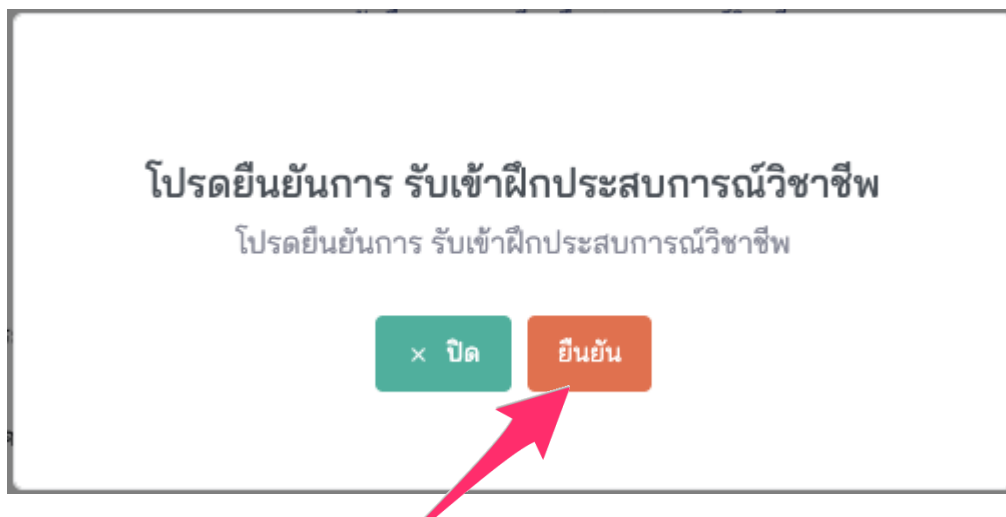 โปรดยืนยันการ รับเข้าฝึกประสบการณ์วิชาชีพ
โปรดยืนยันการ รับเข้าฝึกประสบการณ์วิชาชีพ
× ปิด ยืนยัน